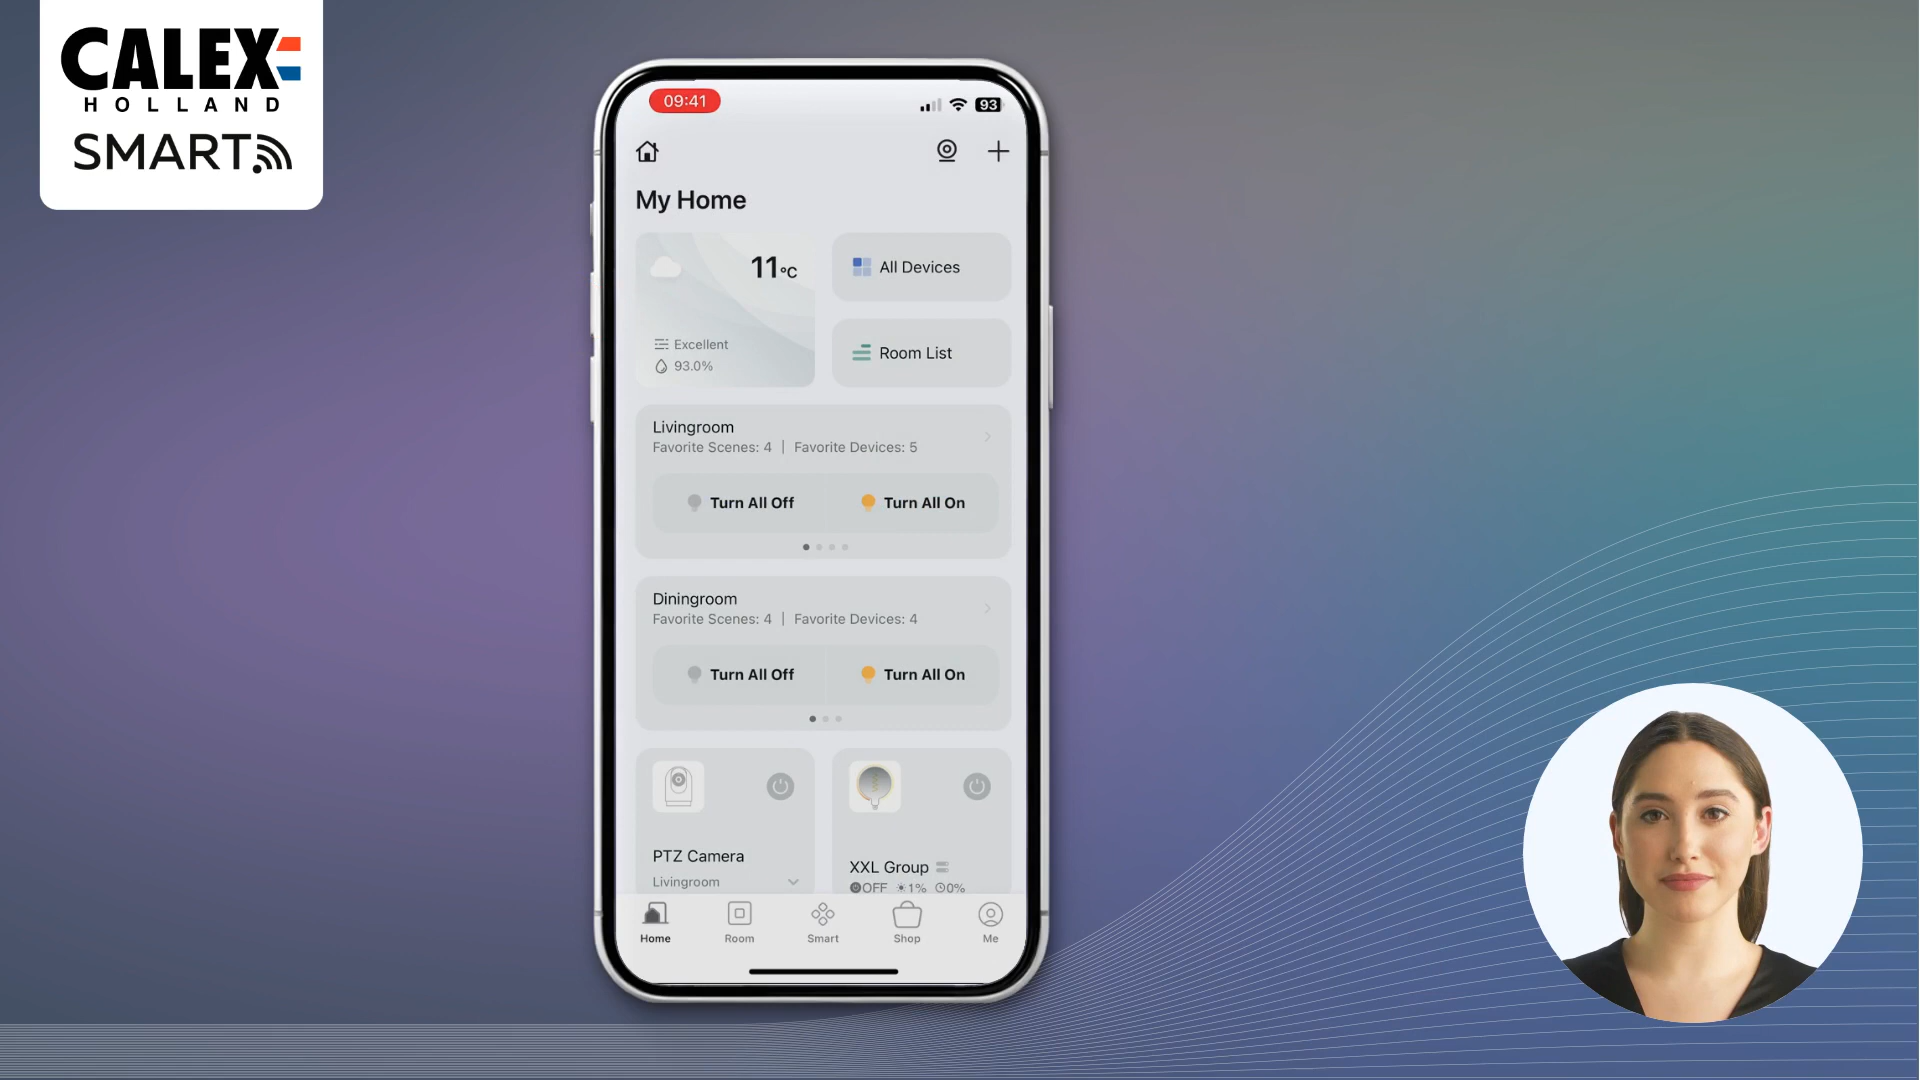 CALEX
HOLLAND
SMART
09:41
93
My Home
11°C
Excellent
93.0%
All Devices
Room List
Livingroom
Favorite Scenes: 4 | Favorite Devices: 5
Turn All Off
Turn All On
Diningroom
Favorite Scenes: 4 | Favorite Devices: 4
Turn All Off
Turn All On
PTZ Camera
Livingroom
XXL Group
OFF 1% 0%
Home
Room
Smart
Shop
Me